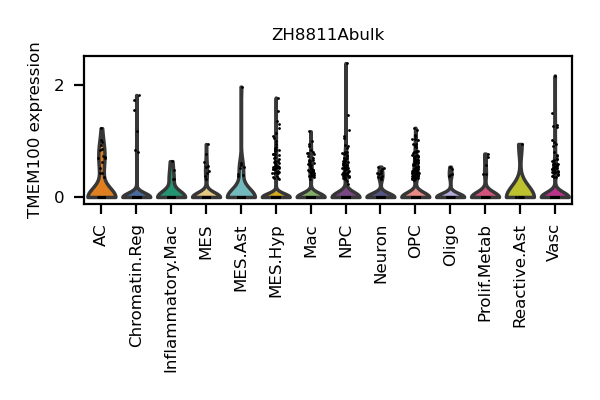 ZH8811Abulk
TMEM100 expression
2
0
AC
Chromatin.Reg
Inflammatory.Mac
MES
MES.Ast
MES.Hyp
Mac
NPC
Neuron
OPC
Oligo
Prolif.Metab
Reactive.Ast
Vasc